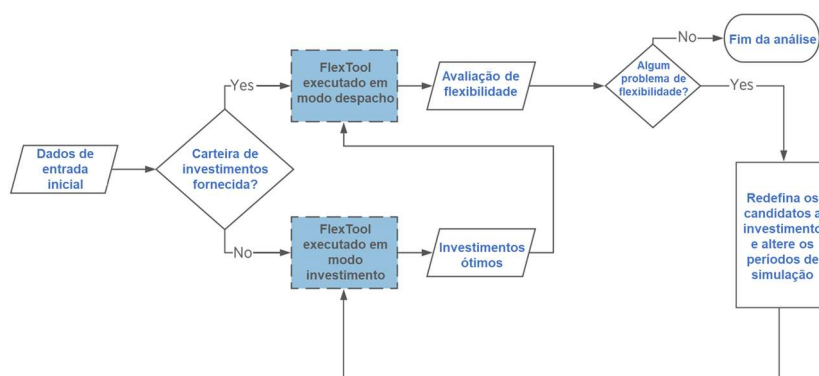 No
Fim da análise
FlexTool
executado em
modo despacho
Yes
Avaliação de
flexibilidade
Algum
problema de
flexibilidade?
Yes
Dados de
entrada
inicial
Carteira de
investimentos
fornecida?
Redefina os
candidatos a
investimento
e altere os
períodos de
simulação
No
FlexTool
executado em
modo
investimento
Investimentos
ótimos